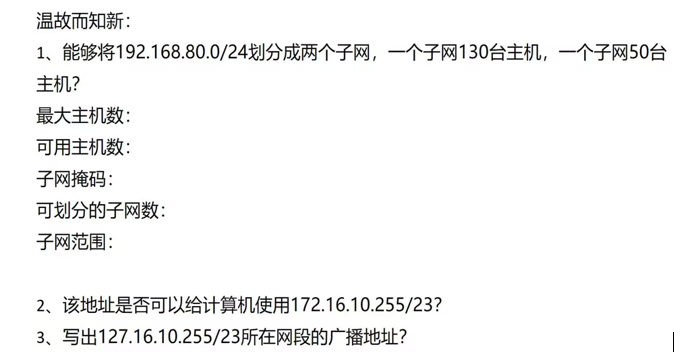 温故而知新：
1、能够将192.168.80.0/24划分成两个子网，一个子网130台主机，一个子网50台
主机？
最大主机数：
可用主机数：
子网掩码：
可划分的子网数：
子网范围：
2、该地址是否可以给计算机使用172.16.10.255/23？
3、写出127.16.10.255/23所在网段的广播地址？